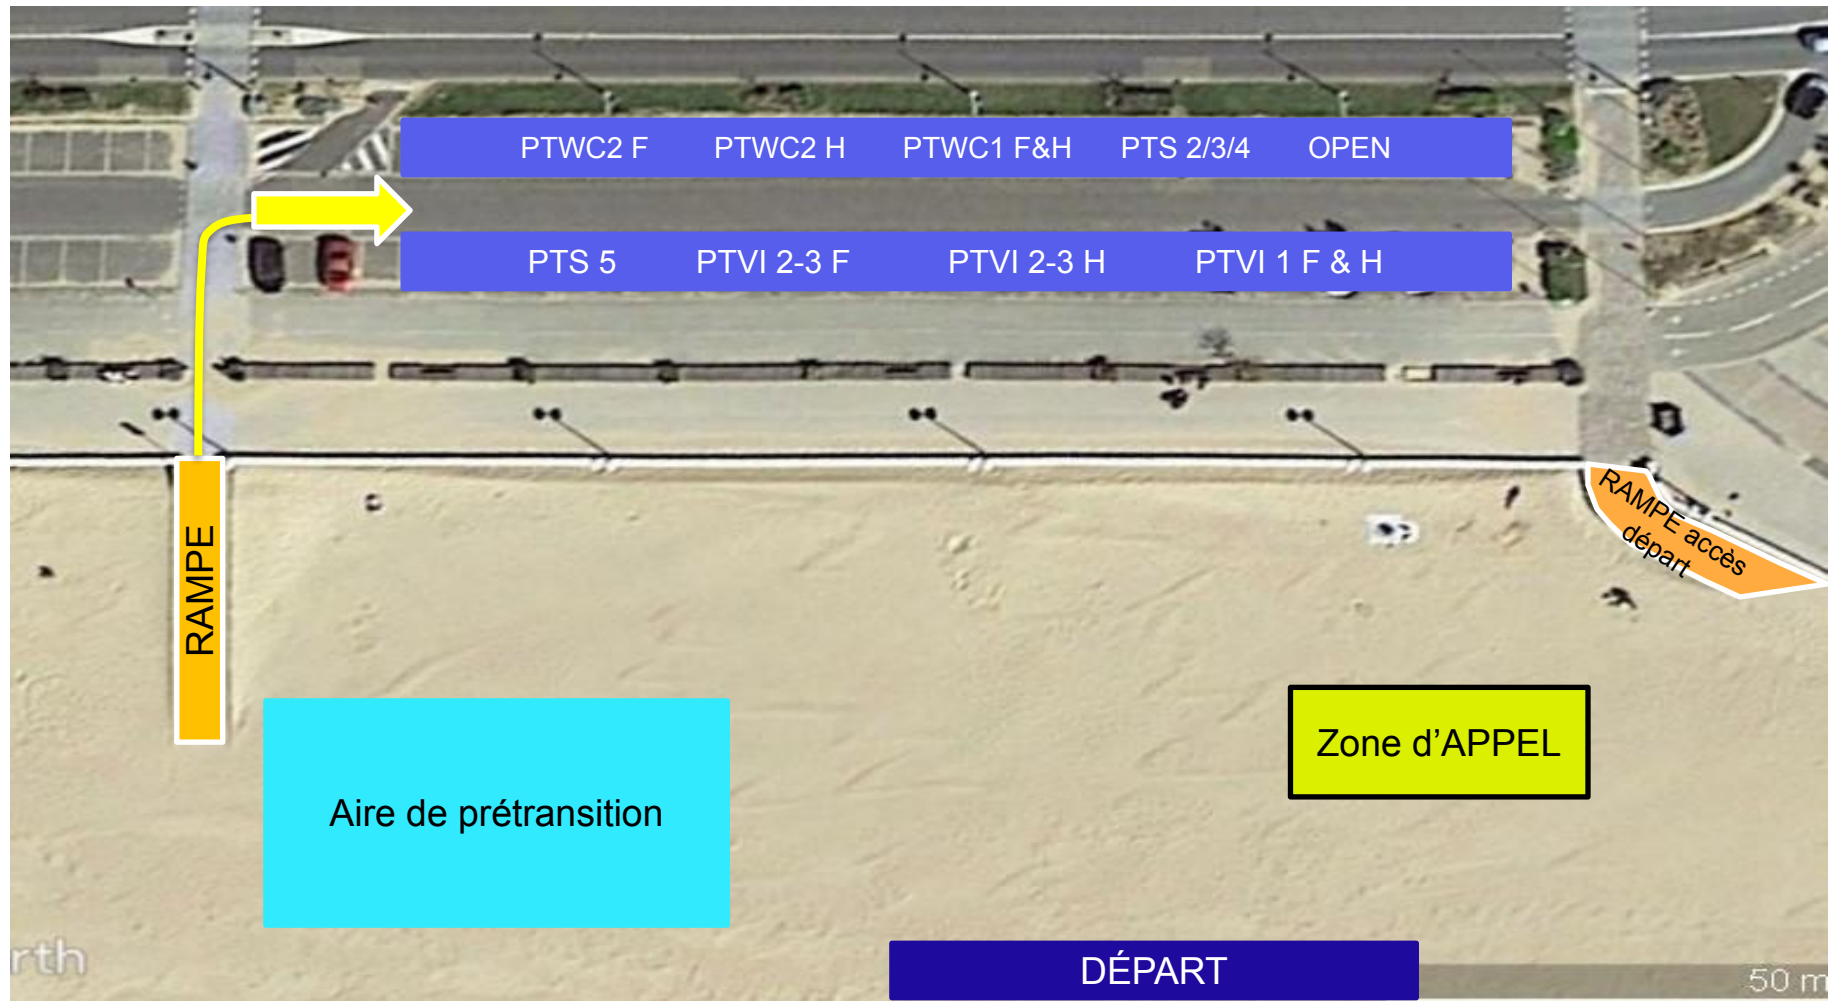 PTWC2 F PTWC2 H PTWC1 F&H PTS 2/3/4 OPEN
PTS 5 PTVI 2-3 F PTVI 2-3 H PTVI 1 F & H
RAMPE
RAMPE accès
départ
Zone d’APPEL
Aire de prétransition
DÉPART
rth
50 m